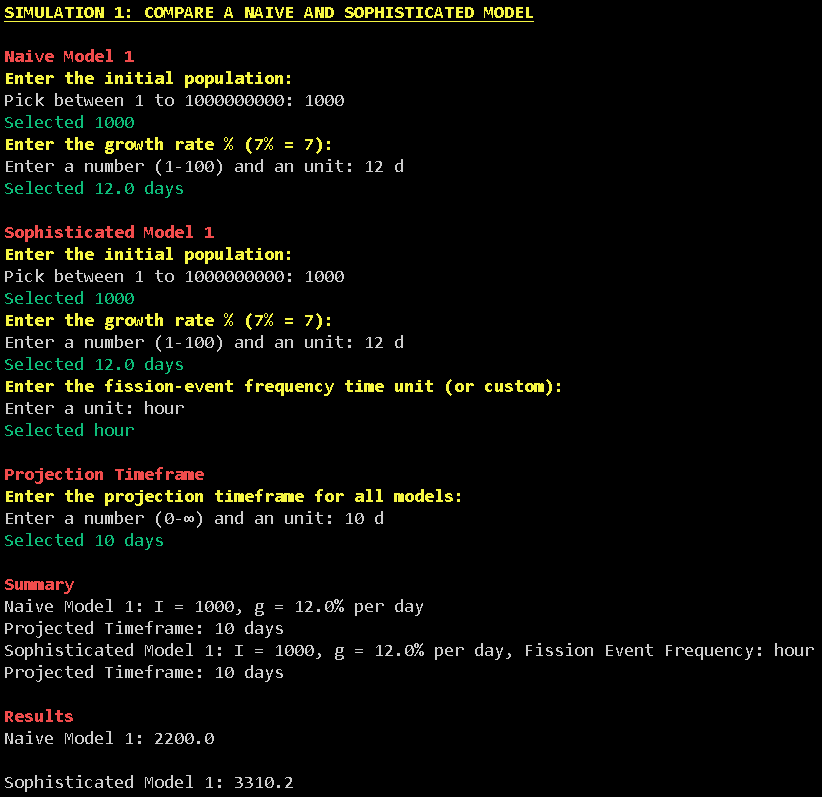 SIMULATION 1: COMPARE A NAIVE AND SOPHISTICATED MODEL
Naive Model 1
Enter the initial population:
Pick between 1 to 1000000000: 1000
Selected 1000
Enter the growth rate % (7% = 7):
Enter a number (1-100) and an unit: 12 d
Selected 12.0 days
Sophisticated Model 1
Enter the initial population:
Pick between 1 to 1000000000: 1000
Selected 1000
Enter the growth rate % (7% = 7):
Enter a number (1-100) and an unit: 12 d
Selected 12.0 days
Enter the fission-event frequency time unit (or custom):
Enter a unit: hour
Selected hour
Projection Timeframe
Enter the projection timeframe for all models:
Enter a number (0-∞) and an unit: 10 d
Selected 10 days
Summary
Naive Model 1: I = 1000, g = 12.0% per day
Projected Timeframe: 10 days
Sophisticated Model 1: I = 1000, g = 12.0% per day, Fission Event Frequency: hour
Projected Timeframe: 10 days
Results
Naive Model 1: 2200.0
Sophisticated Model 1: 3310.2